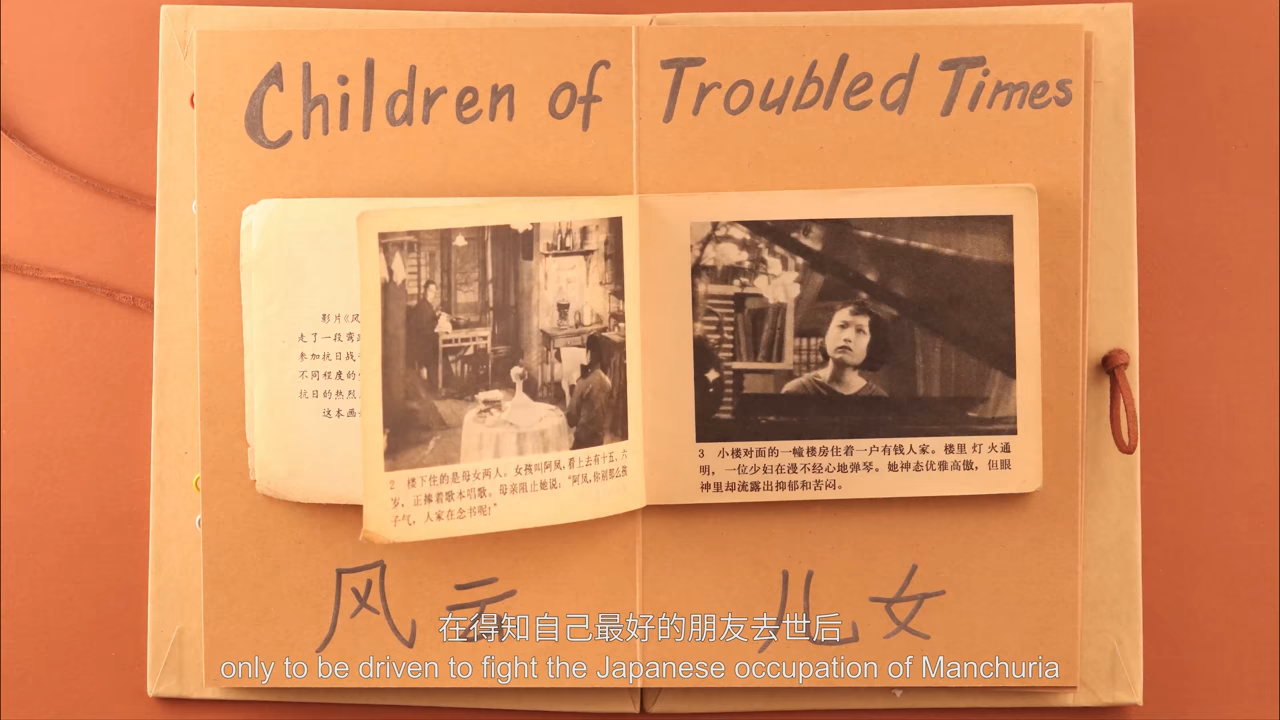 Children of Troubled Times
影片《风
走了一段弯
参加抗日战
不同程度的
抗日的热烈
这本画
2 楼下住的是母女两人。女孩叫阿凤,看上去有十五、六
岁,正捧着歌本唱歌。母亲阻止她说:“阿凤,你别那么孩
子气,人家在念书呢!”
3 小楼对面的一幢楼房住着一户有钱人家。楼里灯火通
明,一位少妇在漫不经心地弹琴。她神态优雅高傲,但眼
神里却流露出抑郁和苦闷。
风云儿女
在得知自己最好的朋友去世后
only to be driven to fight the Japanese occupation of Manchuria